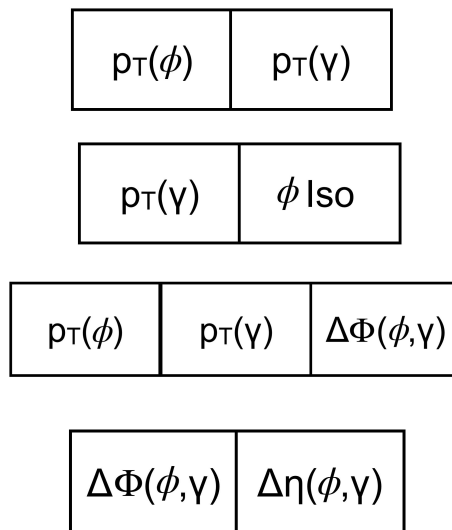 pT(ϕ) pT(γ)
pT(γ) ϕ Iso
pT(ϕ) pT(γ) ΔΦ(ϕ,γ)
ΔΦ(ϕ,γ) Δη(ϕ,γ)